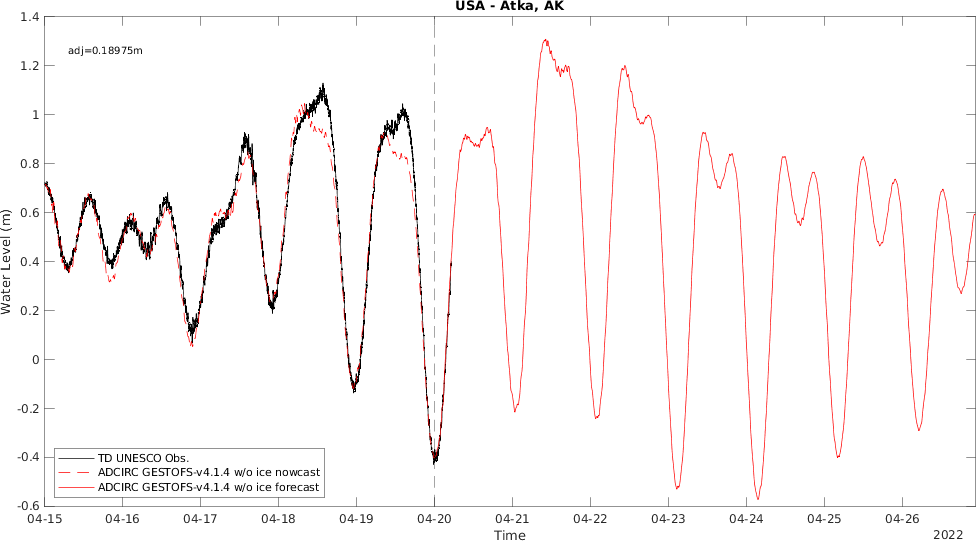 USA - Atka, AK
adj=0.18975m
Water Level (m)
1.4
1.2
1
0.8
0.6
0.4
0.2
0
-0.2
-0.4
-0.6
TD UNESCO Obs.
ADCIRC GESTOFS-v4.1.4 w/o ice nowcast
ADCIRC GESTOFS-v4.1.4 w/o ice forecast
04-15 04-16 04-17 04-18 04-19 04-20 04-21 04-22 04-23 04-24 04-25 04-26
Time
2022